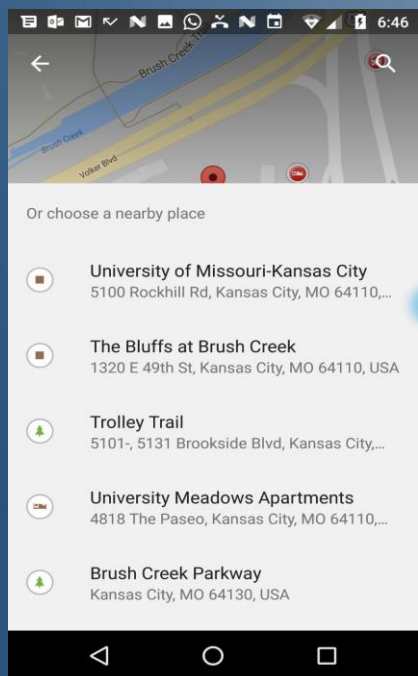 6:46
Brush Creek Tra
Brush Creek
Volker Blvd
Or choose a nearby place
University of Missouri-Kansas City
5100 Rockhill Rd, Kansas City, MO 64110,...
The Bluffs at Brush Creek
1320 E 49th St, Kansas City, MO 64110, USA
Trolley Trail
5101-, 5131 Brookside Blvd, Kansas City,...
University Meadows Apartments
4818 The Paseo, Kansas City, MO 64110,...
Brush Creek Parkway
Kansas City, MO 64130, USA